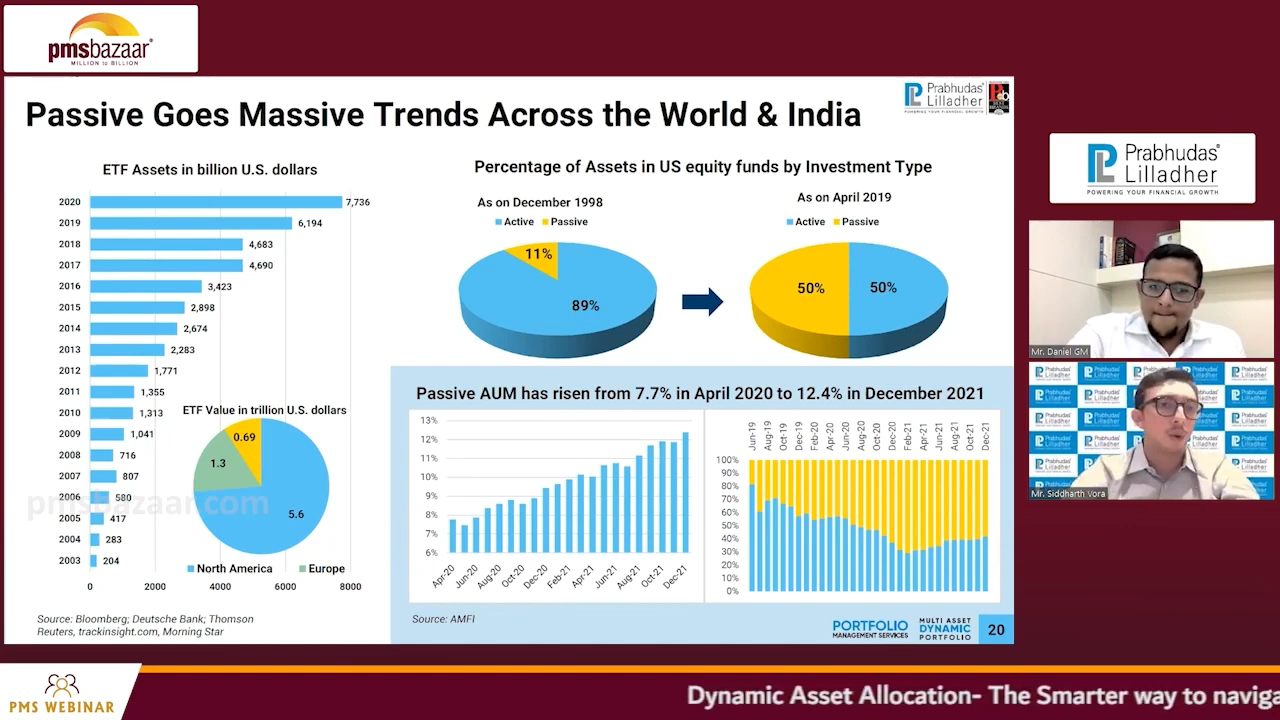 pmsbazaar
MILLION to BILLION
Passive Goes Massive Trends Across the World & India
Prabhudas
Lilladher
POWERING YOUR FINANCIAL GROWTH
ETF Assets in billion U.S. dollars
2020 7,736
2019 6,194
2018 4,683
2017 4,690
2016 3,423
2015 2,898
2014 2,674
2013 2,283
2012 1,771
2011 1,355
2010 1,313
2009 1,041
2008 716
2007 807
2006 580
2005 417
2004 283
2003 204
0 2000 4000 6000 8000
ETF Value in trillion U.S. dollars
0.69
1.3
5.6
North America Europe
pmsbazaar.com
Source: Bloomberg; Deutsche Bank; Thomson
Reuters, trackinsight.com, Morning Star
Percentage of Assets in US equity funds by Investment Type
As on December 1998
Active Passive
11%
89%
As on April 2019
Active Passive
50% 50%
Passive AUM has risen from 7.7% in April 2020 to 12.4% in December 2021
13%
12%
11%
10%
9%
8%
7%
6%
Apr-20 Jun-20 Aug-20 Oct-20 Dec-20 Feb-21 Apr-21 Jun-21 Aug-21 Oct-21 Dec-21
Jun-19 Aug-19 Oct-19 Dec-19 Feb-20 Apr-20 Jun-20 Aug-20 Oct-20 Dec-20 Feb-21 Apr-21 Jun-21 Aug-21 Oct-21 Dec-21
100%
90%
80%
70%
60%
50%
40%
30%
20%
10%
0%
Source: AMFI
PORTFOLIO
MANAGEMENT SERVICES
MULTI ASSET
DYNAMIC
PORTFOLIO
20
Prabhudas
Lilladher
POWERING YOUR FINANCIAL GROWTH
Mr. Daniel GM
Mr. Siddharth Vora
PMS WEBINAR
Dynamic Asset Allocation- The Smarter way to naviga